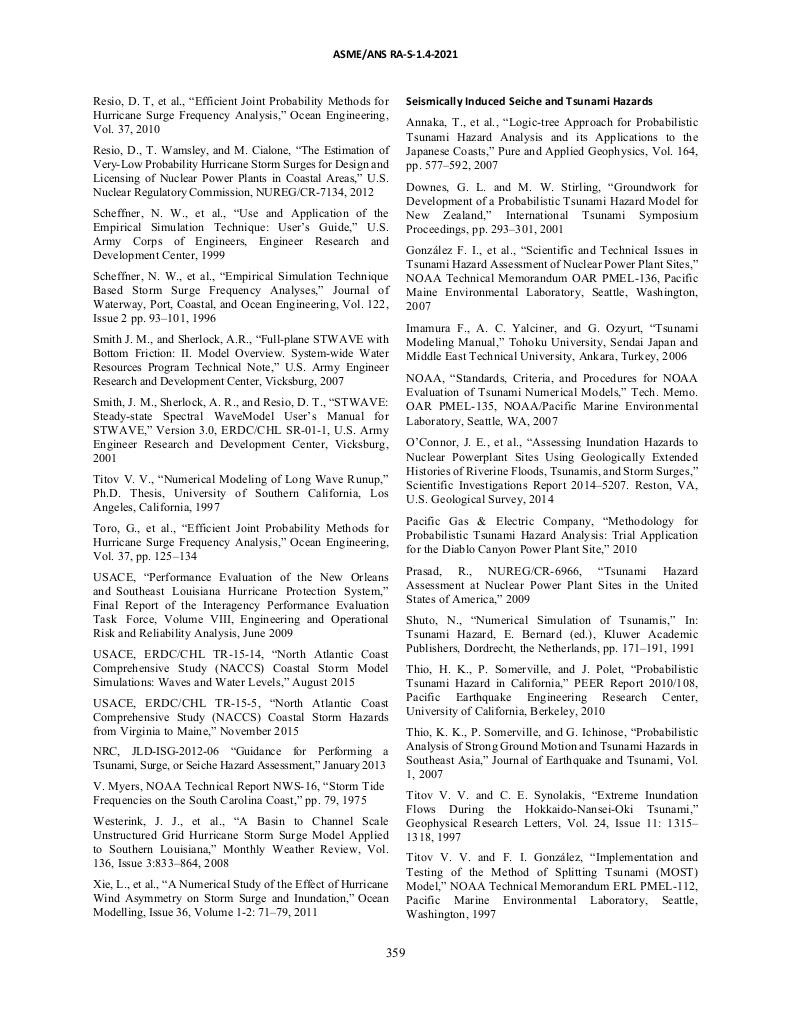 ASME/ANS RA-S-1.4-2021
Resio, D. T, et al., “Efficient Joint Probability Methods for
Hurricane Surge Frequency Analysis,” Ocean Engineering,
Vol. 37, 2010
Resio, D., T. Wamsley, and M. Cialone, “The Estimation of
Very-Low Probability Hurricane Storm Surges for Design and
Licensing of Nuclear Power Plants in Coastal Areas,” U.S.
Nuclear Regulatory Commission, NUREG/CR-7134, 2012
Scheffner, N. W., et al., “Use and Application of the
Empirical Simulation Technique: User’s Guide,” U.S.
Army Corps of Engineers, Engineer Research and
Development Center, 1999
Scheffner, N. W., et al., “Empirical Simulation Technique
Based Storm Surge Frequency Analyses,” Journal of
Waterway, Port, Coastal, and Ocean Engineering, Vol. 122,
Issue 2 pp. 93–101, 1996
Smith J. M., and Sherlock, A.R., “Full-plane STWAVE with
Bottom Friction: II. Model Overview. System-wide Water
Resources Program Technical Note,” U.S. Army Engineer
Research and Development Center, Vicksburg, 2007
Smith, J. M., Sherlock, A. R., and Resio, D. T., “STWAVE:
Steady-state Spectral WaveModel User’s Manual for
STWAVE,” Version 3.0, ERDC/CHL SR-01-1, U.S. Army
Engineer Research and Development Center, Vicksburg,
2001
Titov V. V., “Numerical Modeling of Long Wave Runup,”
Ph.D. Thesis, University of Southern California, Los
Angeles, California, 1997
Toro, G., et al., “Efficient Joint Probability Methods for
Hurricane Surge Frequency Analysis,” Ocean Engineering,
Vol. 37, pp. 125–134
USACE, “Performance Evaluation of the New Orleans
and Southeast Louisiana Hurricane Protection System,”
Final Report of the Interagency Performance Evaluation
Task Force, Volume VIII, Engineering and Operational
Risk and Reliability Analysis, June 2009
USACE, ERDC/CHL TR-15-14, “North Atlantic Coast
Comprehensive Study (NACCS) Coastal Storm Model
Simulations: Waves and Water Levels,” August 2015
USACE, ERDC/CHL TR-15-5, “North Atlantic Coast
Comprehensive Study (NACCS) Coastal Storm Hazards
from Virginia to Maine,” November 2015
NRC, JLD-ISG-2012-06 “Guidance for Performing a
Tsunami, Surge, or Seiche Hazard Assessment,” January 2013
V. Myers, NOAA Technical Report NWS-16, “Storm Tide
Frequencies on the South Carolina Coast,” pp. 79, 1975
Westerink, J. J., et al., “A Basin to Channel Scale
Unstructured Grid Hurricane Storm Surge Model Applied
to Southern Louisiana,” Monthly Weather Review, Vol.
136, Issue 3:833–864, 2008
Xie, L., et al., “A Numerical Study of the Effect of Hurricane
Wind Asymmetry on Storm Surge and Inundation,” Ocean
Modelling, Issue 36, Volume 1-2: 71–79, 2011
Seismically Induced Seiche and Tsunami Hazards
Annaka, T., et al., “Logic-tree Approach for Probabilistic
Tsunami Hazard Analysis and its Applications to the
Japanese Coasts,” Pure and Applied Geophysics, Vol. 164,
pp. 577–592, 2007
Downes, G. L. and M. W. Stirling, “Groundwork for
Development of a Probabilistic Tsunami Hazard Model for
New Zealand,” International Tsunami Symposium
Proceedings, pp. 293–301, 2001
González F. I., et al., “Scientific and Technical Issues in
Tsunami Hazard Assessment of Nuclear Power Plant Sites,”
NOAA Technical Memorandum OAR PMEL-136, Pacific
Maine Environmental Laboratory, Seattle, Washington,
2007
Imamura F., A. C. Yalciner, and G. Ozyurt, “Tsunami
Modeling Manual,” Tohoku University, Sendai Japan and
Middle East Technical University, Ankara, Turkey, 2006
NOAA, “Standards, Criteria, and Procedures for NOAA
Evaluation of Tsunami Numerical Models,” Tech. Memo.
OAR PMEL-135, NOAA/Pacific Marine Environmental
Laboratory, Seattle, WA, 2007
O’Connor, J. E., et al., “Assessing Inundation Hazards to
Nuclear Powerplant Sites Using Geologically Extended
Histories of Riverine Floods, Tsunamis, and Storm Surges,”
Scientific Investigations Report 2014–5207. Reston, VA,
U.S. Geological Survey, 2014
Pacific Gas & Electric Company, “Methodology for
Probabilistic Tsunami Hazard Analysis: Trial Application
for the Diablo Canyon Power Plant Site,” 2010
Prasad, R., NUREG/CR-6966, “Tsunami Hazard
Assessment at Nuclear Power Plant Sites in the United
States of America,” 2009
Shuto, N., “Numerical Simulation of Tsunamis,” In:
Tsunami Hazard, E. Bernard (ed.), Kluwer Academic
Publishers, Dordrecht, the Netherlands, pp. 171–191, 1991
Thio, H. K., P. Somerville, and J. Polet, “Probabilistic
Tsunami Hazard in California,” PEER Report 2010/108,
Pacific Earthquake Engineering Research Center,
University of California, Berkeley, 2010
Thio, K. K., P. Somerville, and G. Ichinose, “Probabilistic
Analysis of Strong Ground Motion and Tsunami Hazards in
Southeast Asia,” Journal of Earthquake and Tsunami, Vol.
1, 2007
Titov V. V. and C. E. Synolakis, “Extreme Inundation
Flows During the Hokkaido-Nansei-Oki Tsunami,”
Geophysical Research Letters, Vol. 24, Issue 11: 1315–
1318, 1997
Titov V. V. and F. I. González, “Implementation and
Testing of the Method of Splitting Tsunami (MOST)
Model,” NOAA Technical Memorandum ERL PMEL-112,
Pacific Marine Environmental Laboratory, Seattle,
Washington, 1997
359